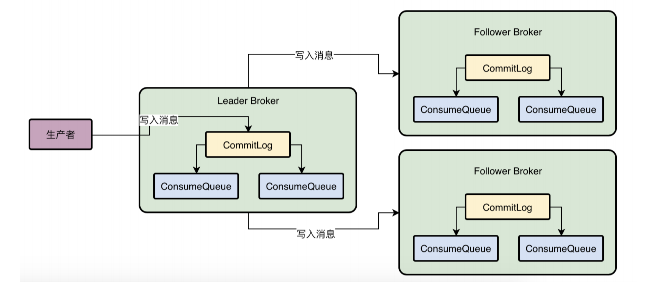 生产者
写入消息
Leader Broker
CommitLog
ConsumeQueue
ConsumeQueue
写入消息
Follower Broker
CommitLog
ConsumeQueue
ConsumeQueue
写入消息
Follower Broker
CommitLog
ConsumeQueue
ConsumeQueue